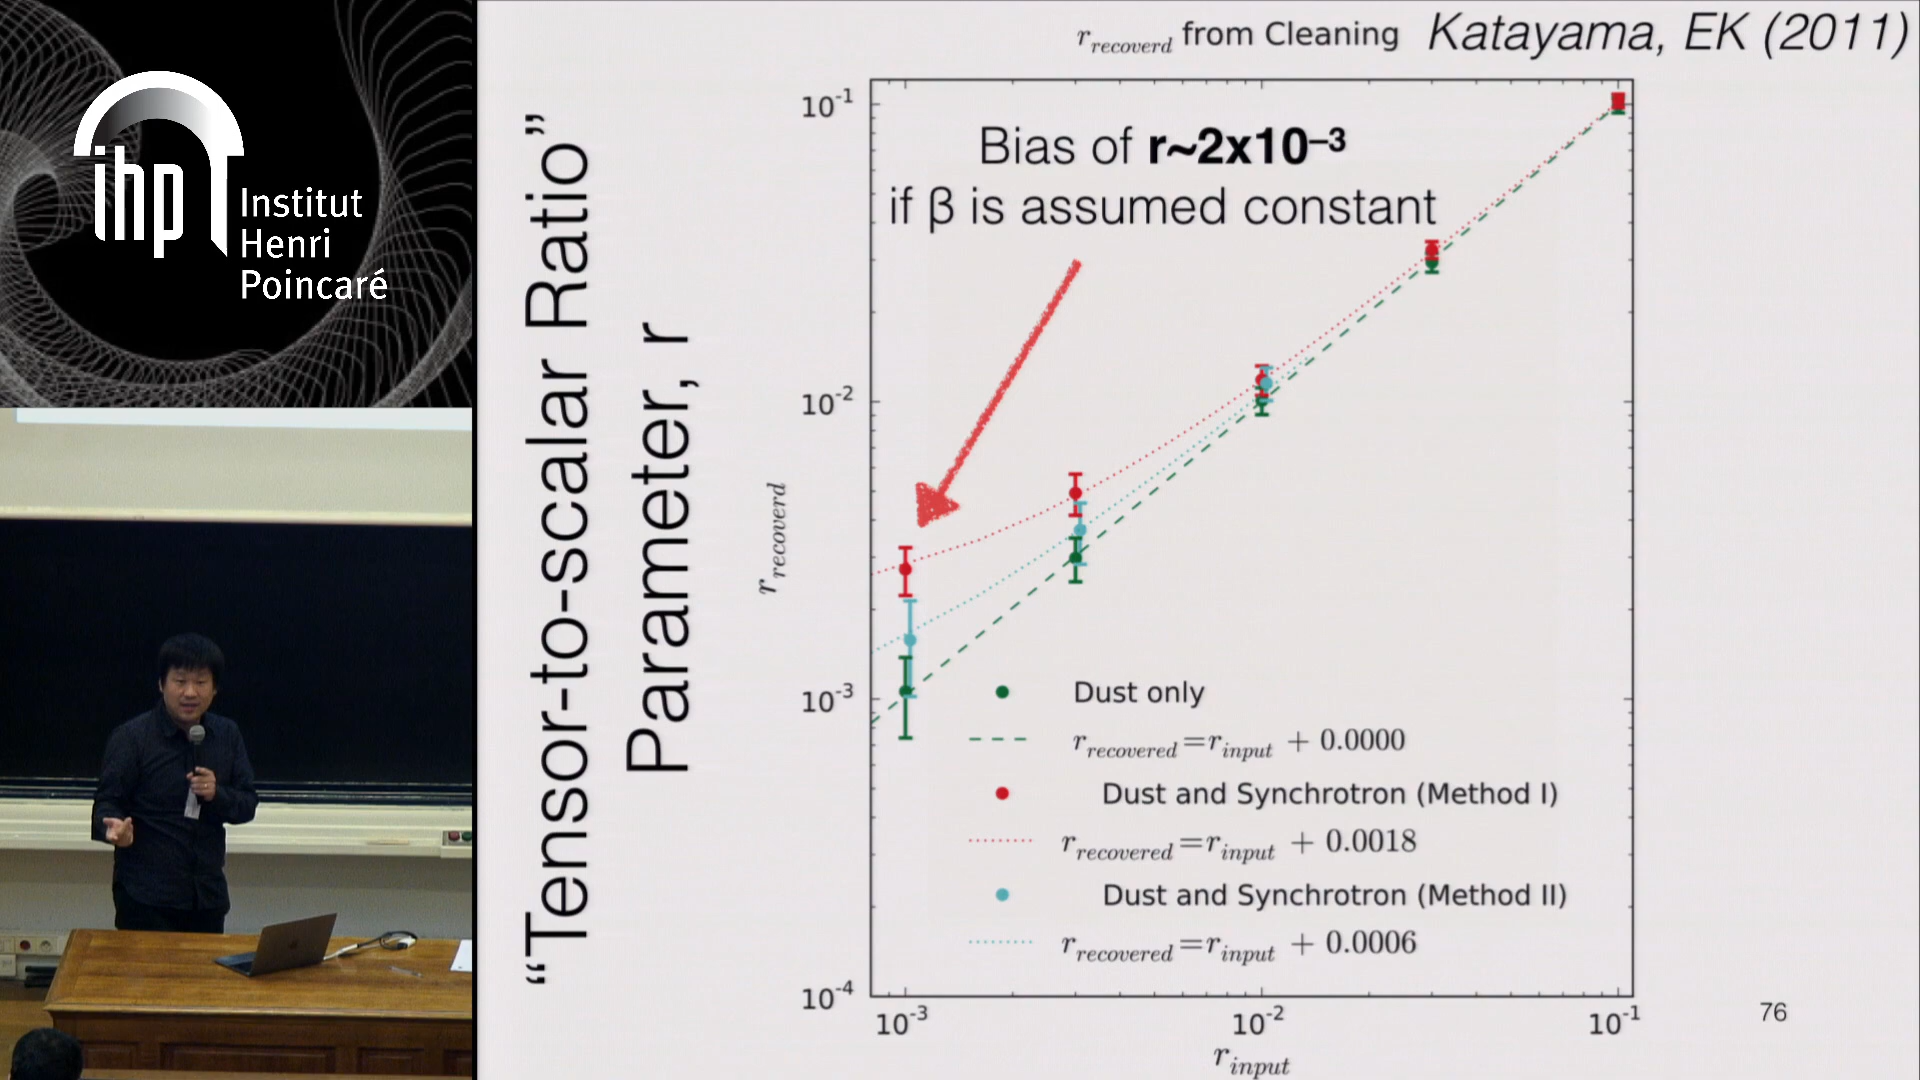 ihp
Institut
Henri
Poincaré
r_recoverd from Cleaning
Katayama, EK (2011)
“Tensor-to-scalar Ratio”
Parameter, r
Bias of r~2x10⁻³
if β is assumed constant
r_recoverd
10⁻¹
10⁻²
10⁻³
10⁻⁴
Dust only
r_recovered=r_input + 0.0000
Dust and Synchrotron (Method I)
r_recovered=r_input + 0.0018
Dust and Synchrotron (Method II)
r_recovered=r_input + 0.0006
10⁻³
10⁻²
10⁻¹
r_input
76